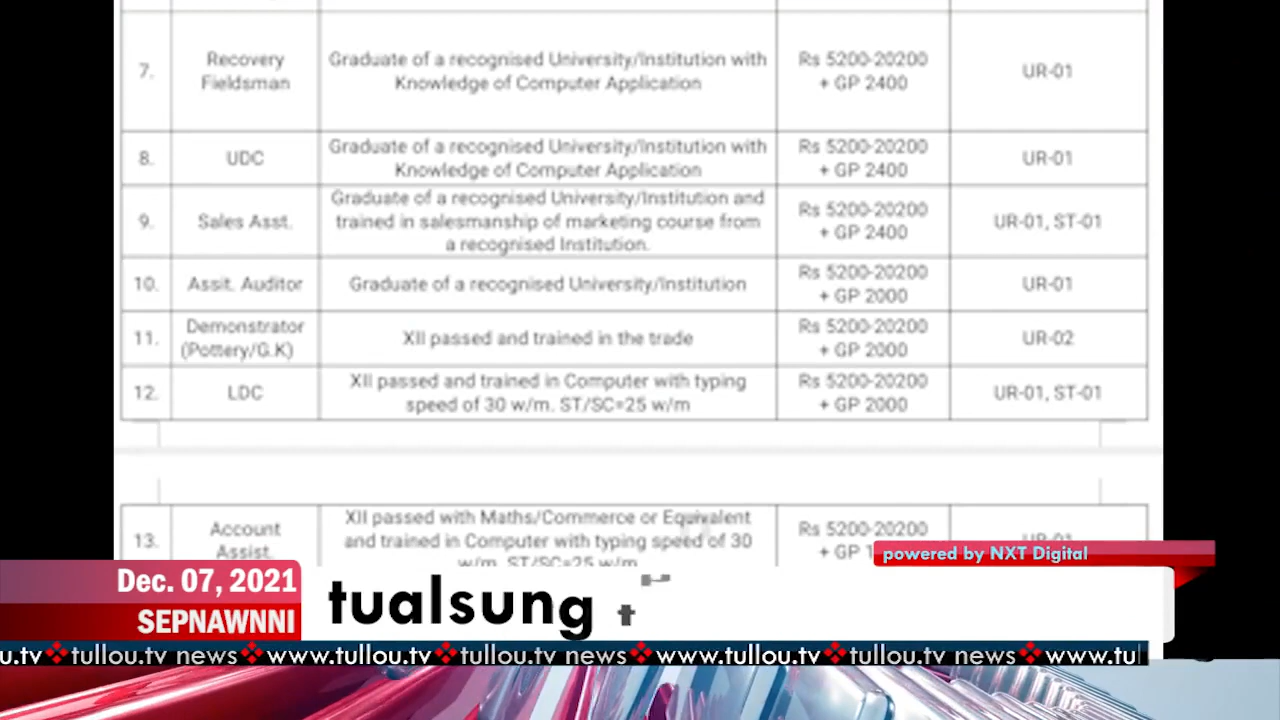 7.
Recovery
Fieldsman
Graduate of a recognised University/Institution with
Knowledge of Computer Application
Rs 5200-20200
+ GP 2400
UR-01
8.
UDC
Graduate of a recognised University/Institution with
Knowledge of Computer Application
Rs 5200-20200
+ GP 2400
UR-01
9.
Sales Asst.
Graduate of a recognised University/Institution and
trained in salesmanship of marketing course from
a recognised Institution.
Rs 5200-20200
+ GP 2400
UR-01, ST-01
10.
Assit. Auditor
Graduate of a recognised University/Institution
Rs 5200-20200
+ GP 2000
UR-01
11.
Demonstrator
(Pottery/G.K)
XII passed and trained in the trade
Rs 5200-20200
+ GP 2000
UR-02
12.
LDC
XII passed and trained in Computer with typing
speed of 30 w/m. ST/SC=25 w/m
Rs 5200-20200
+ GP 2000
UR-01, ST-01
13.
Account
Assist.
XII passed with Maths/Commerce or Equivalent
and trained in Computer with typing speed of 30
w/m. ST/SC=25 w/m
Rs 5200-20200
+ GP
powered by NXT Digital
Dec. 07, 2021
SEPNAWNNI
tualsung t
u.tv tullou.tv news www.tullou.tv tullou.tv news www.tullou.tv tullou.tv news www.tul